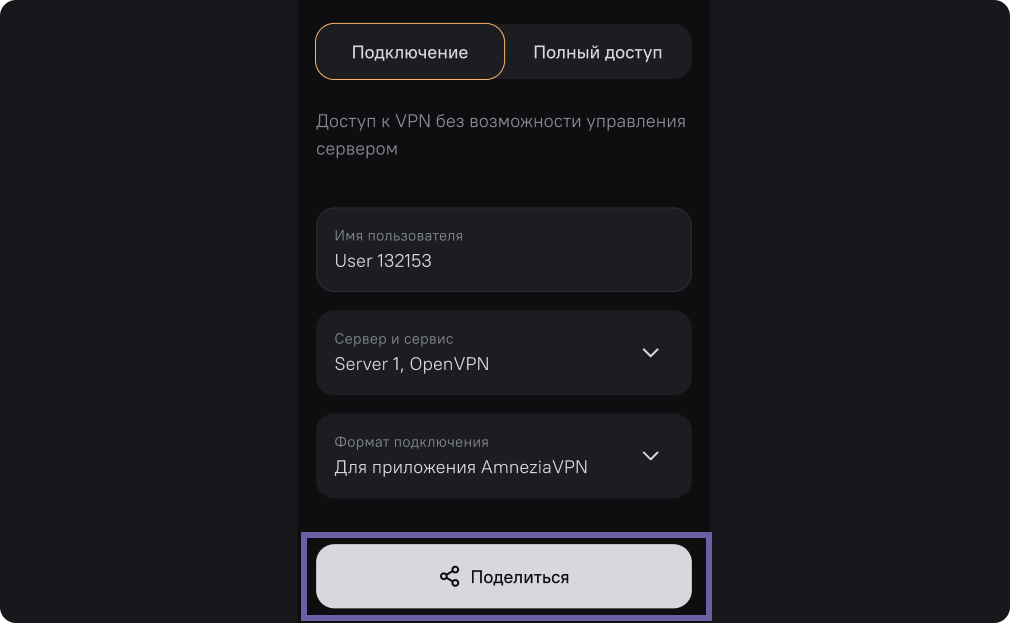 Подключение
Полный доступ
Доступ к VPN без возможности управления
сервером
Имя пользователя
User 132153
Сервер и сервис
Server 1, OpenVPN
Формат подключения
Для приложения AmneziaVPN
Поделиться